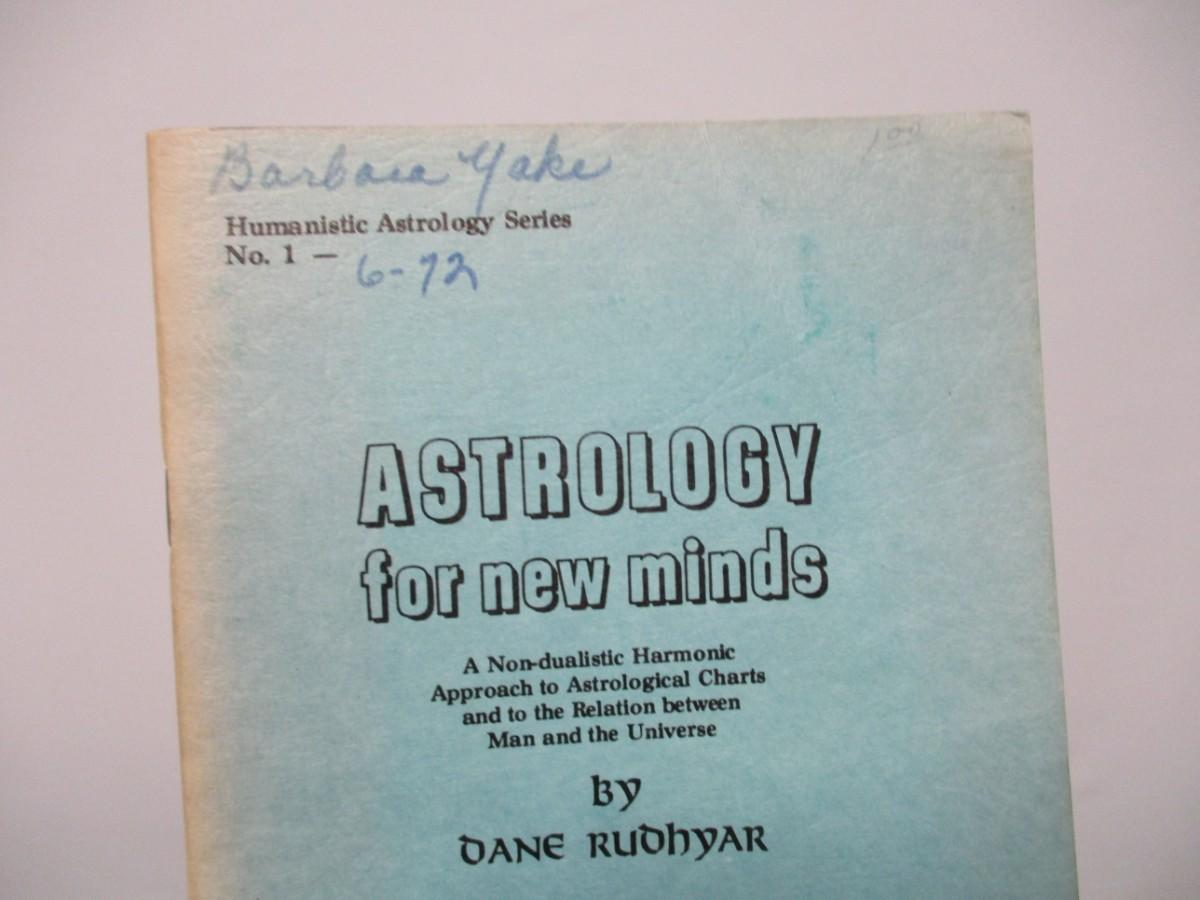 Barbara Yake
100
Humanistic Astrology Series
No. 1 —
6-72
ASTROLOGY
for new minds
A Non-dualistic Harmonic
Approach to Astrological Charts
and to the Relation between
Man and the Universe
by
DANE RUDHYAR